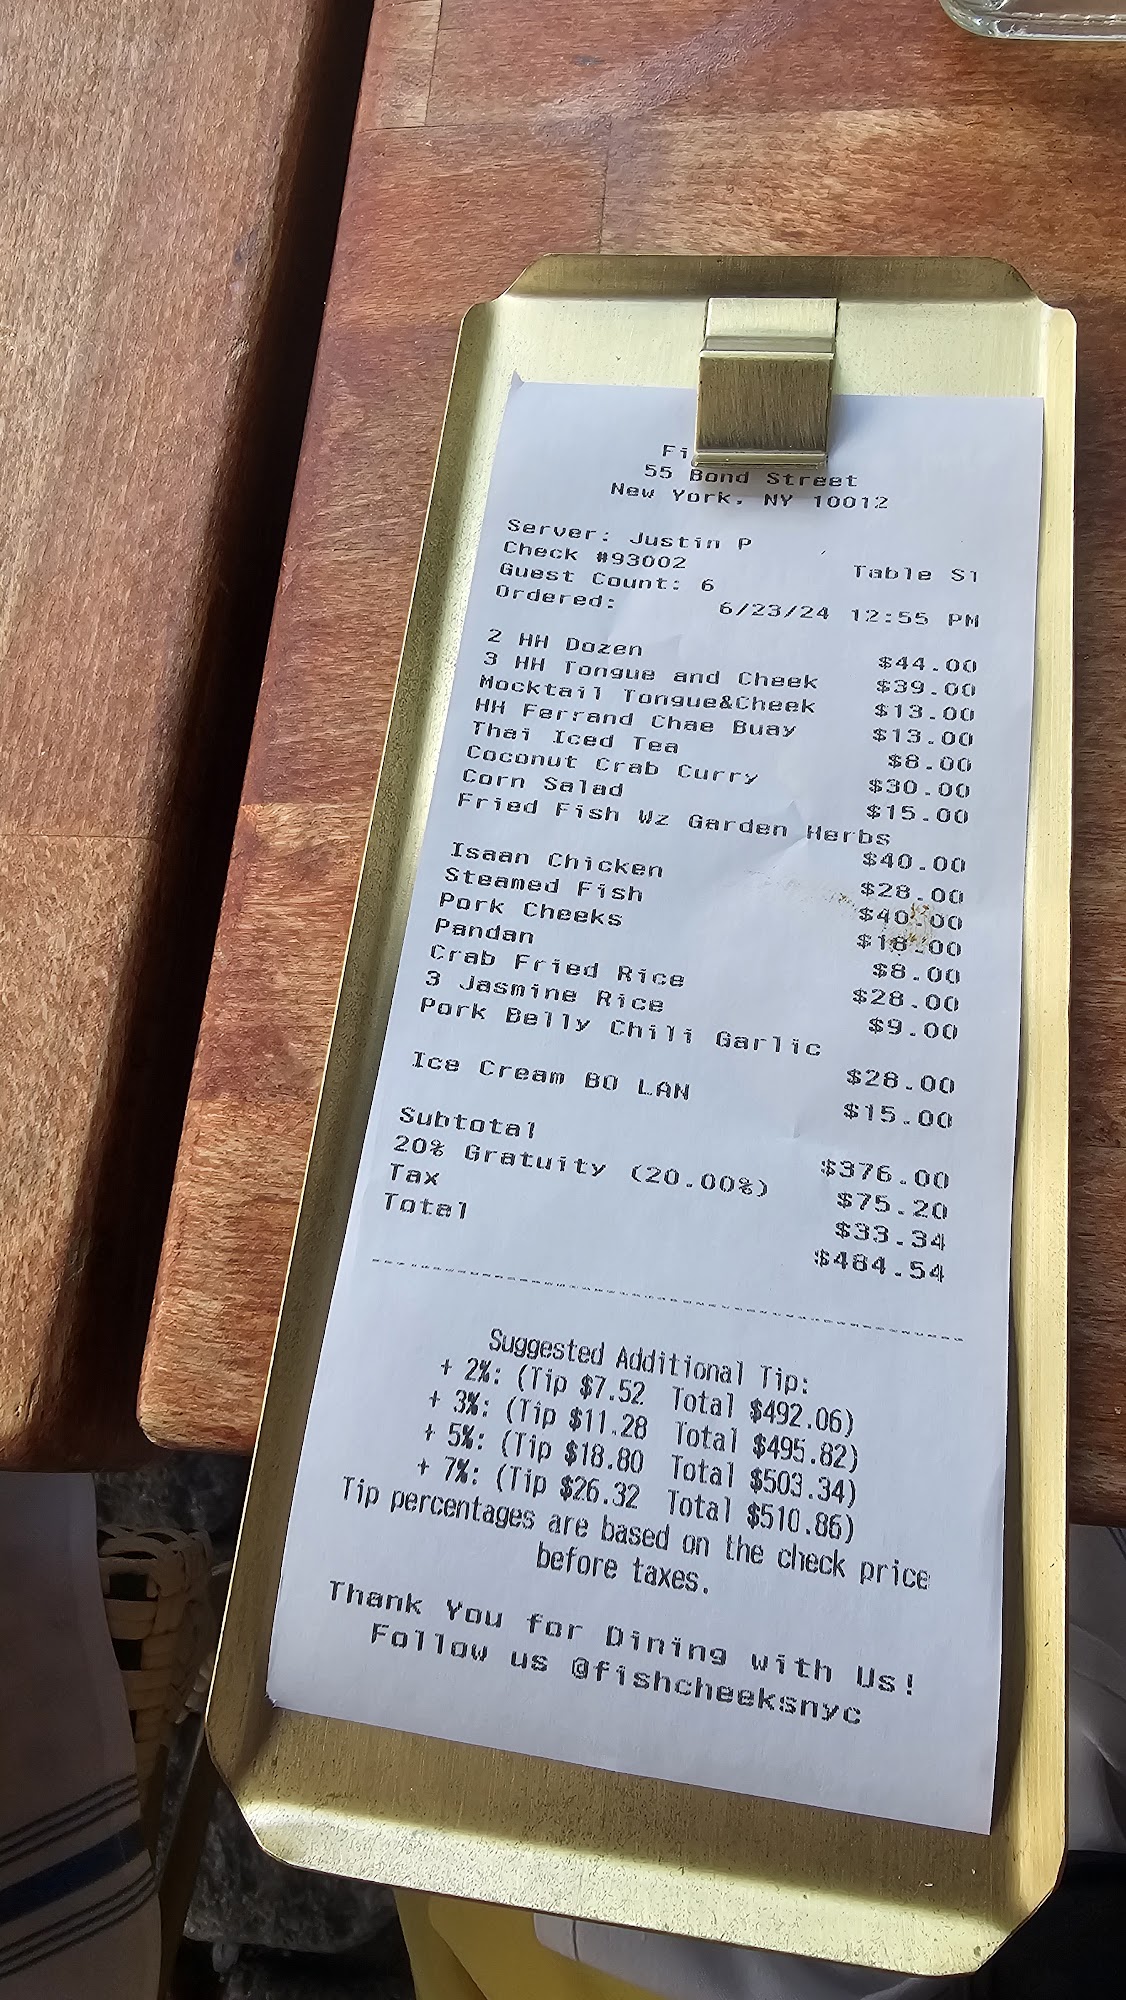 Fi
55 Bond Street
New York, NY 10012
Server: Justin P
Check #93002 Table S1
Guest Count: 6
Ordered: 6/23/24 12:55 PM
2 HH Dozen $44.00
3 HH Tongue and Cheek $39.00
Mocktail Tongue&Cheek $13.00
HH Ferrand Chae Buay $13.00
Thai Iced Tea $8.00
Coconut Crab Curry $30.00
Corn Salad $15.00
Fried Fish Wz Garden Herbs
$40.00
Isaan Chicken $28.00
Steamed Fish $40.00
Pork Cheeks $18.00
Pandan $8.00
Crab Fried Rice $28.00
3 Jasmine Rice $9.00
Pork Belly Chili Garlic
$28.00
Ice Cream BO LAN $15.00
Subtotal $376.00
20% Gratuity (20.00%) $75.20
Tax $33.34
Total $484.54
Suggested Additional Tip:
+ 2%: (Tip $7.52 Total $492.06)
+ 3%: (Tip $11.28 Total $495.82)
+ 5%: (Tip $18.80 Total $503.34)
+ 7%: (Tip $26.32 Total $510.86)
Tip percentages are based on the check price
before taxes.
Thank You for Dining with Us!
Follow us @fishcheeksnyc